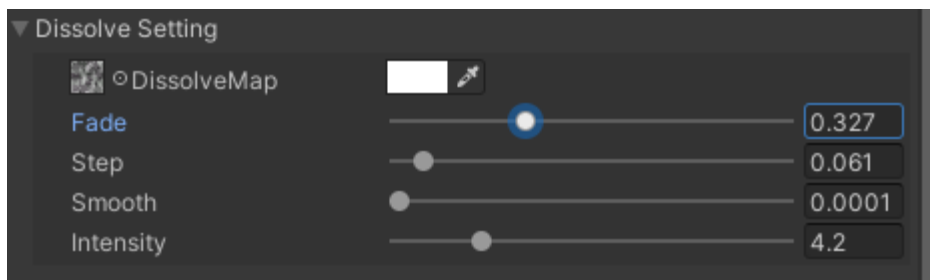 Dissolve Setting
DissolveMap
Fade 0.327
Step 0.061
Smooth 0.0001
Intensity 4.2